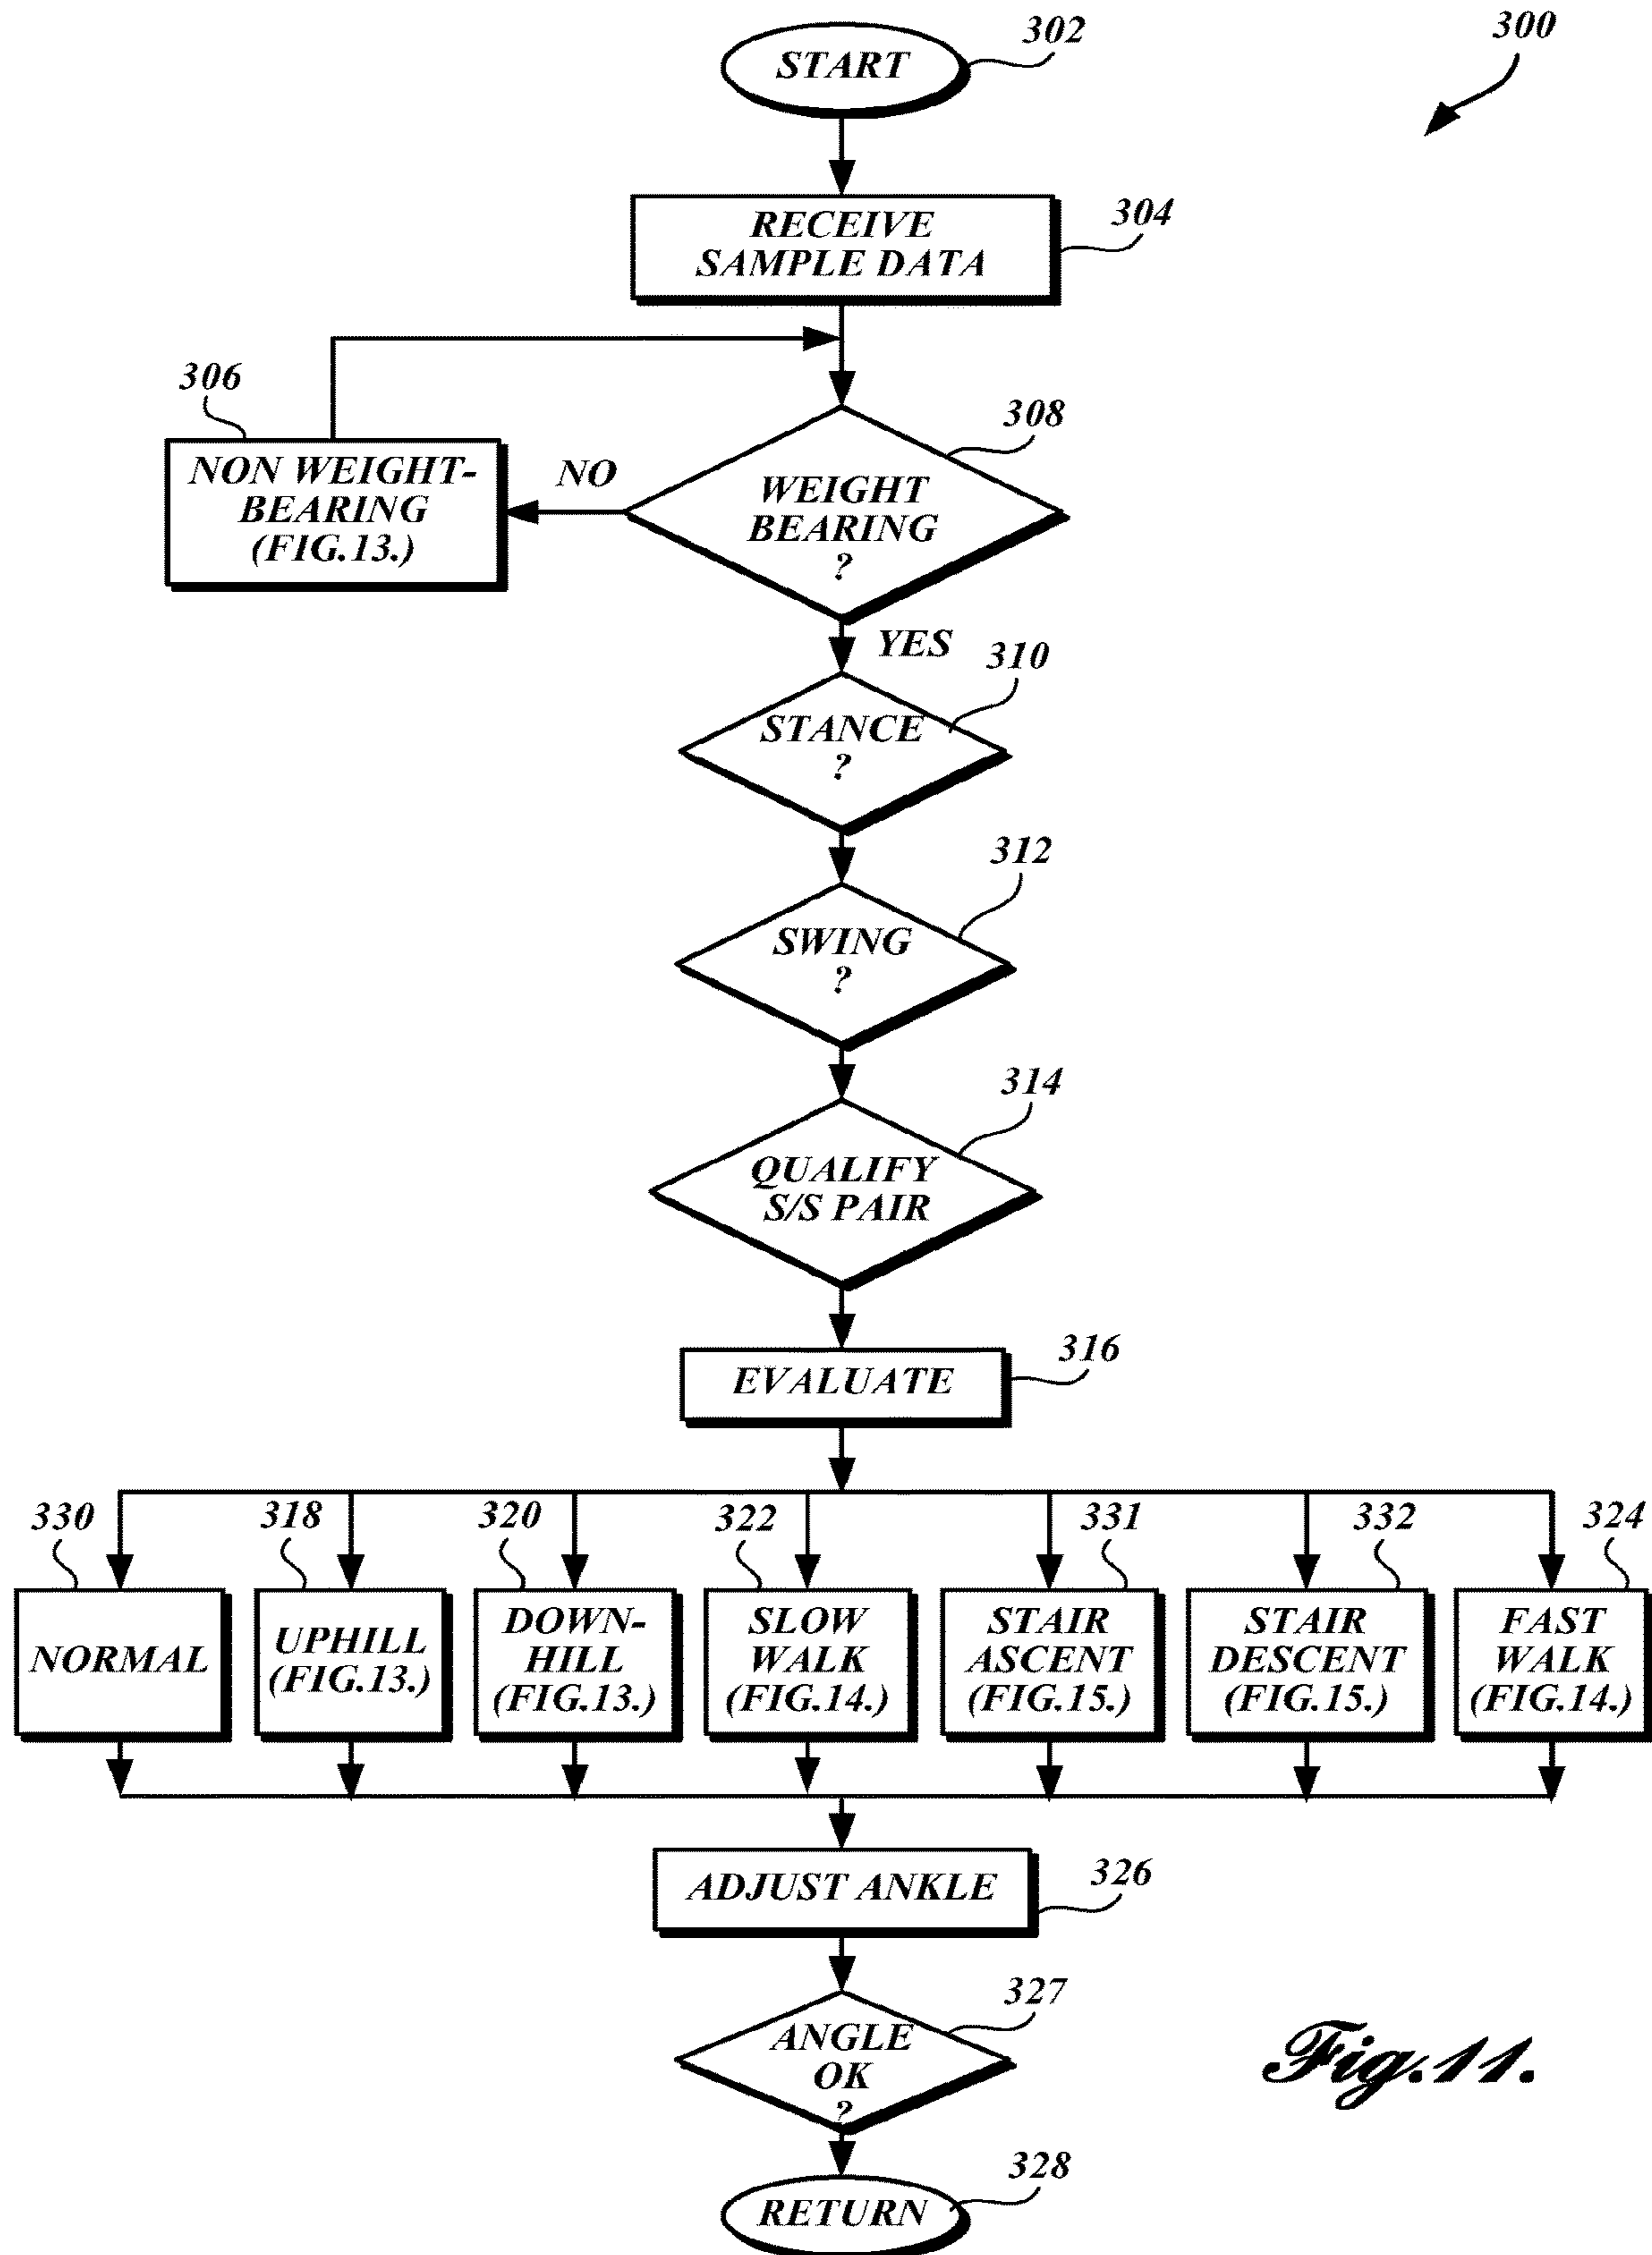 302
300
START
304
RECEIVE
SAMPLE DATA
306
308
NON WEIGHT-
BEARING
(FIG.13.)
NO
WEIGHT
BEARING
?
YES
310
STANCE
?
312
SWING
?
314
QUALIFY
S/S PAIR
316
EVALUATE
330
318
320
322
331
332
324
NORMAL
UPHILL
(FIG.13.)
DOWN-
HILL
(FIG.13.)
SLOW
WALK
(FIG.14.)
STAIR
ASCENT
(FIG.15.)
STAIR
DESCENT
(FIG.15.)
FAST
WALK
(FIG.14.)
ADJUST ANKLE
326
327
ANGLE
OK
?
Fig.11.
328
RETURN